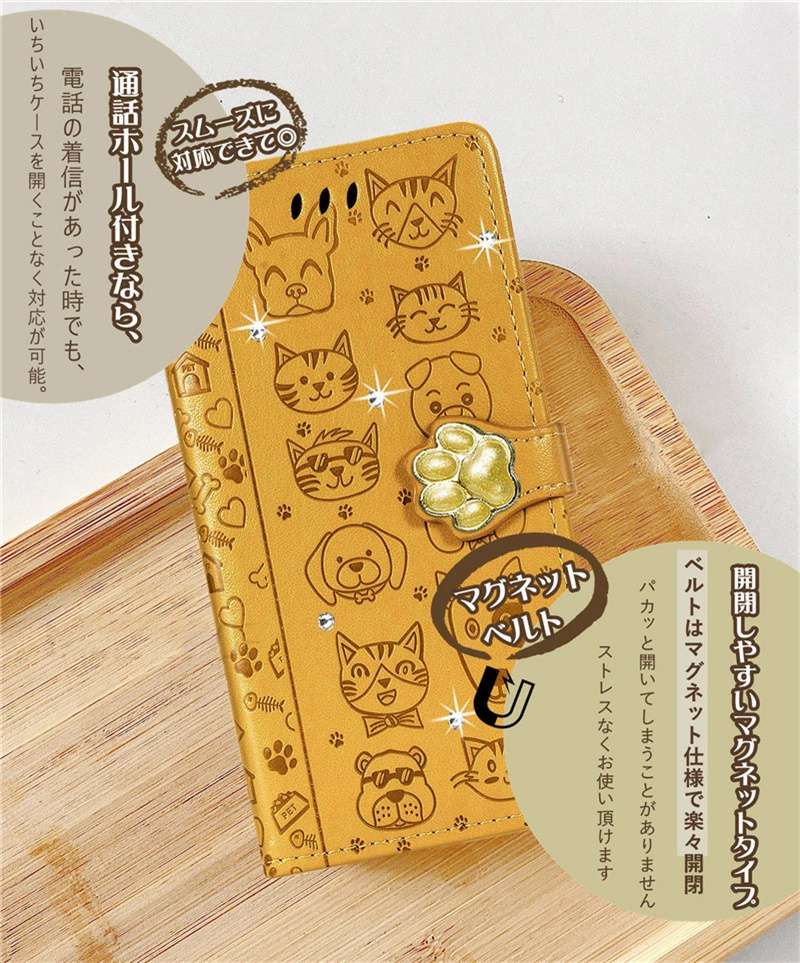 スムーズに
対応できて◎
通話ホール付きなら、
電話の着信があった時でも、
いちいちケースを開くことなく対応が可能。
マグネット
ベルト
開閉しやすいマグネットタイプ
ベルトはマグネット仕様で楽々開閉
パカッと開いてしまうことがありません
ストレスなくお使い頂けます
PET
PET